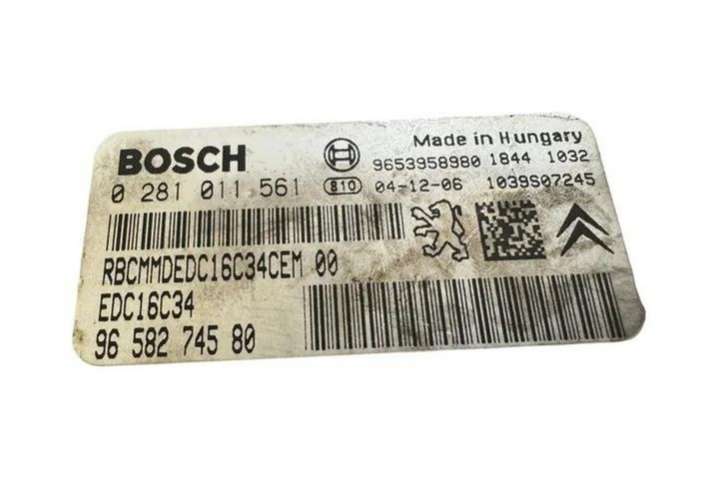 BOSCH
Made in Hungary
9653958980 1844 1032
0 281 011 561
810 04-12-06 1039S07245
RBCMMDEDC16C34CEM 00
EDC16C34
96 582 745 80